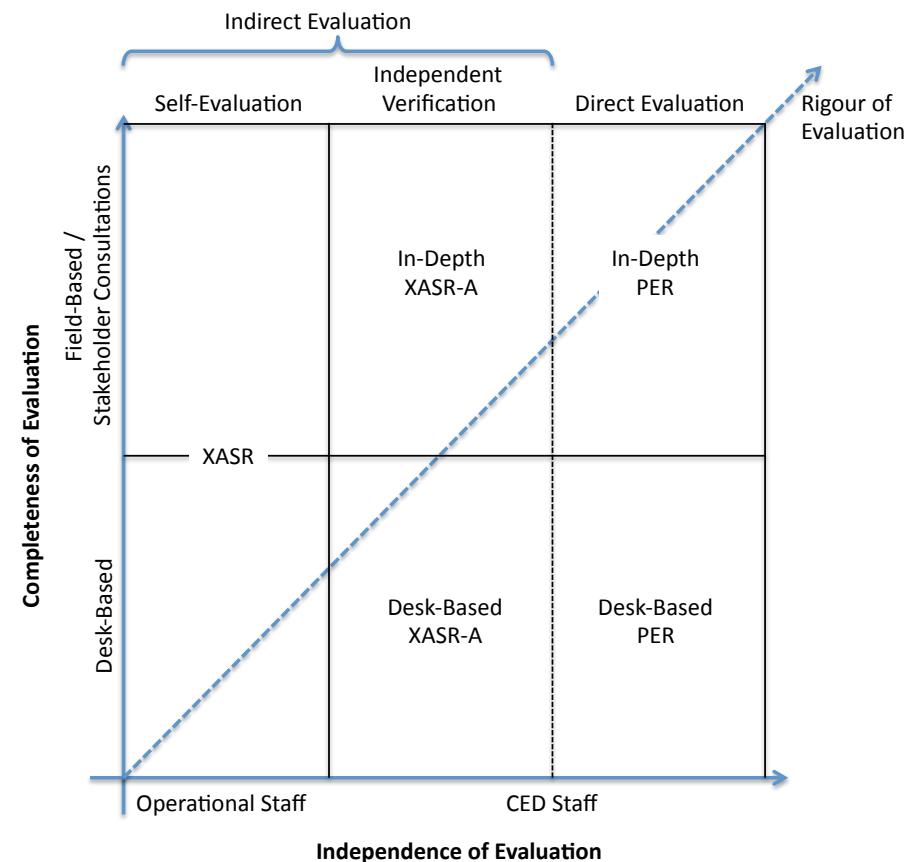 Indirect Evaluation
Self-Evaluation
Independent
Verification
Direct Evaluation
Rigour of
Evaluation
Completeness of Evaluation
Field-Based /
Stakeholder Consultations
Desk-Based
In-Depth
XASR-A
In-Depth
PER
XASR
Desk-Based
XASR-A
Desk-Based
PER
Operational Staff
CED Staff
Independence of Evaluation